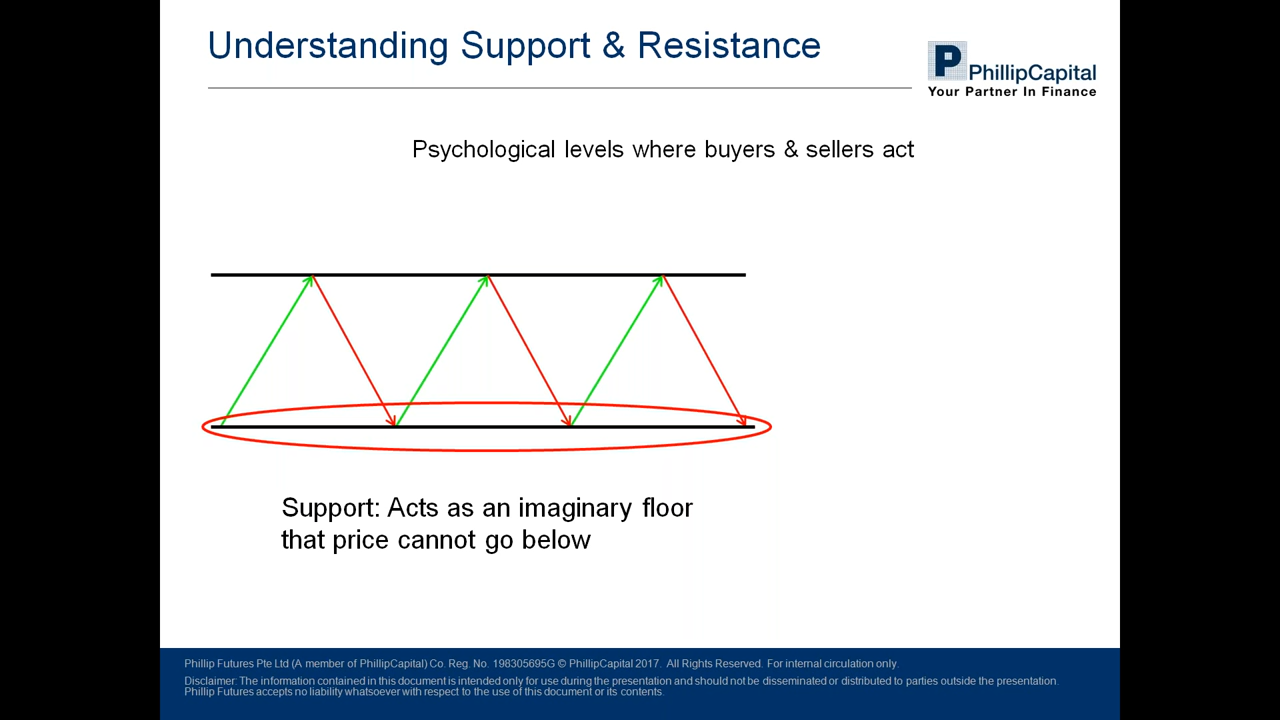 Understanding Support & Resistance
P
PhillipCapital
Your Partner In Finance
Psychological levels where buyers & sellers act
Support: Acts as an imaginary floor
that price cannot go below
Phillip Futures Pte Ltd (A member of PhillipCapital) Co. Reg. No. 198305695G © PhillipCapital 2017. All Rights Reserved. For internal circulation only.
Disclaimer: The information contained in this document is intended only for use during the presentation and should not be disseminated or distributed to parties outside the presentation.
Phillip Futures accepts no liability whatsoever with respect to the use of this document or its contents.